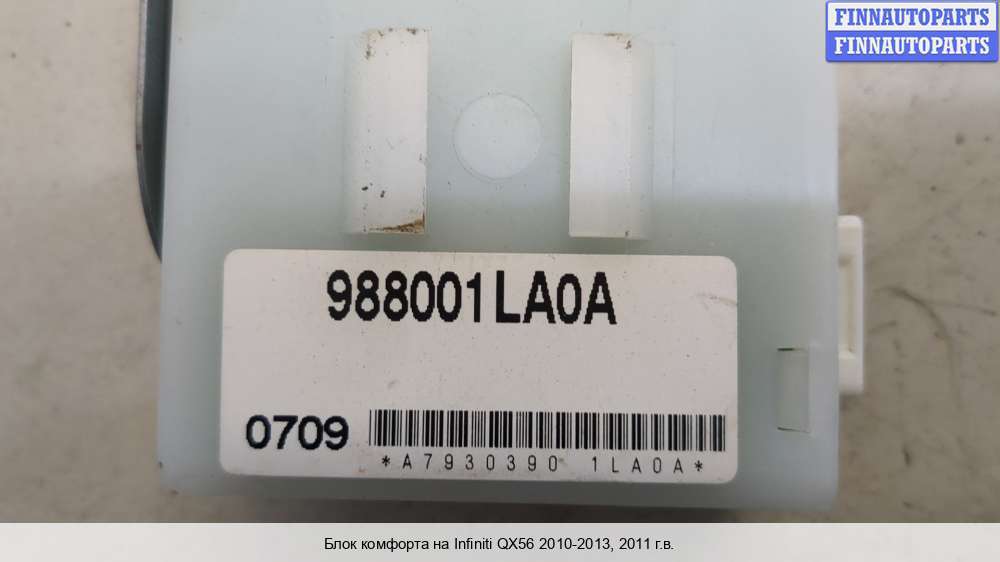 FINNAUTOPARTS
FINNAUTOPARTS
988001LA0A
0709
*A7930390 1LA0A*
Блок комфорта на Infiniti QX56 2010-2013, 2011 г.в.